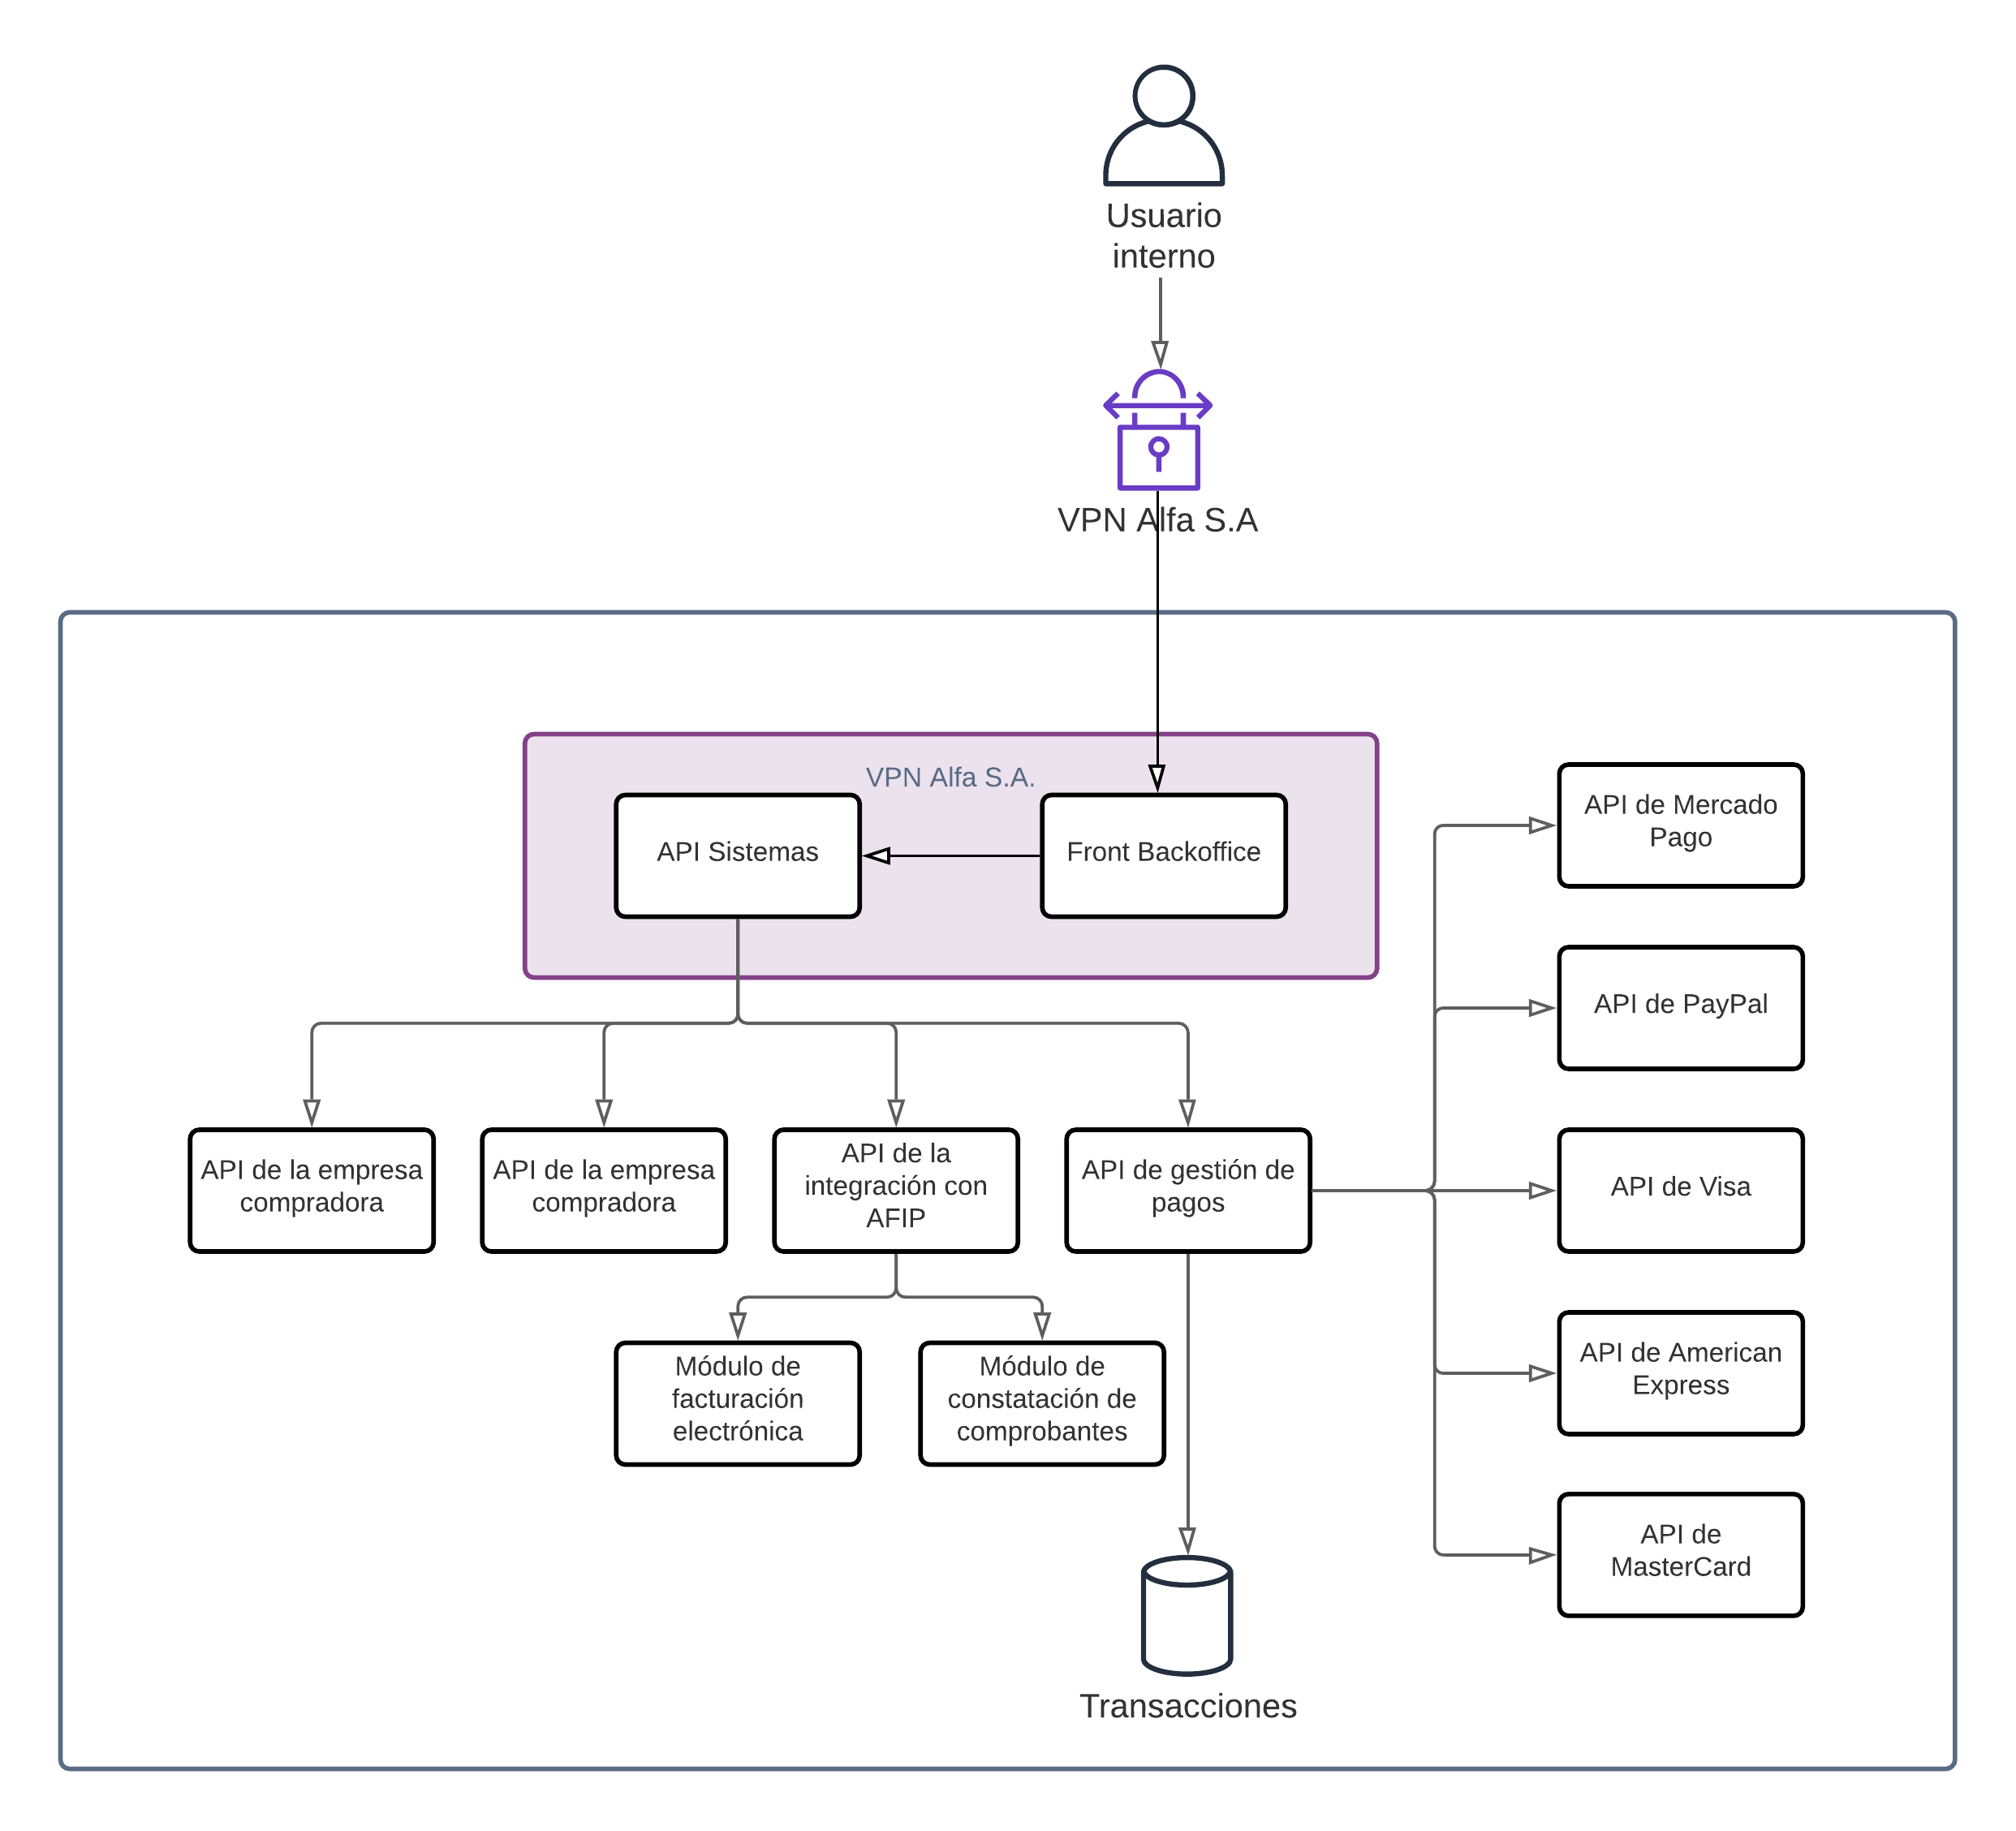 Usuario
interno
VPN Alfa S.A
VPN Alfa S.A.
API Sistemas
Front Backoffice
API de Mercado
Pago
API de PayPal
API de la empresa
compradora
API de la empresa
compradora
API de la
integración con
AFIP
API de gestión de
pagos
API de Visa
Módulo de
facturación
electrónica
Módulo de
constatación de
comprobantes
API de American
Express
API de
MasterCard
Transacciones